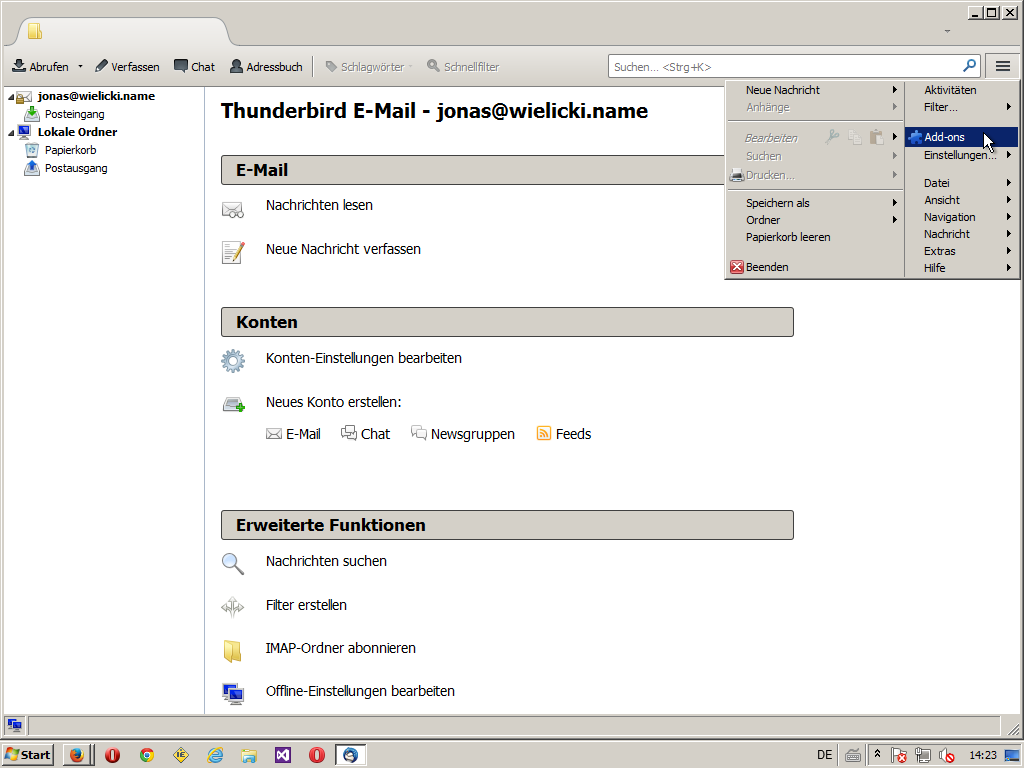 Abrufen Verfassen Chat Adressbuch Schlagwörter Schnellfilter Suchen... <Strg+K>
jonas@wielicki.name
Posteingang
Lokale Ordner
Papierkorb
Postausgang
Thunderbird E-Mail - jonas@wielicki.name
E-Mail
Nachrichten lesen
Neue Nachricht verfassen
Konten
Konten-Einstellungen bearbeiten
Neues Konto erstellen:
E-Mail Chat Newsgruppen Feeds
Erweiterte Funktionen
Nachrichten suchen
Filter erstellen
IMAP-Ordner abonnieren
Offline-Einstellungen bearbeiten
Neue Nachricht
Anhänge
Bearbeiten
Suchen
Drucken...
Speichern als
Ordner
Papierkorb leeren
Beenden
Aktivitäten
Filter...
Add-ons
Einstellungen...
Datei
Ansicht
Navigation
Nachricht
Extras
Hilfe
Start DE 14:23